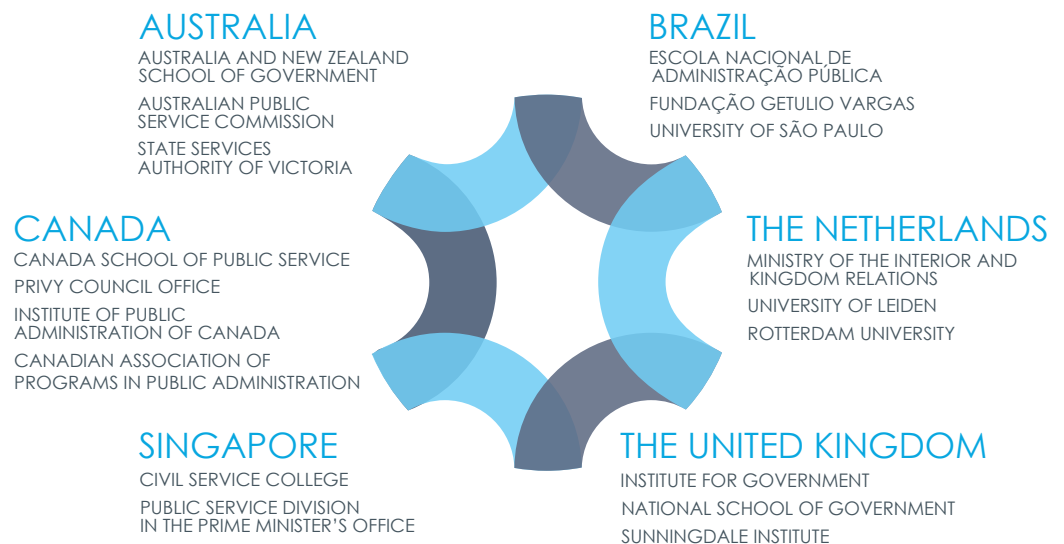 AUSTRALIA
AUSTRALIA AND NEW ZEALAND
SCHOOL OF GOVERNMENT
AUSTRALIAN PUBLIC
SERVICE COMMISSION
STATE SERVICES
AUTHORITY OF VICTORIA
BRAZIL
ESCOLA NACIONAL DE
ADMINISTRAÇÃO PÚBLICA
FUNDAÇÃO GETULIO VARGAS
UNIVERSITY OF SÃO PAULO
CANADA
CANADA SCHOOL OF PUBLIC SERVICE
PRIVY COUNCIL OFFICE
INSTITUTE OF PUBLIC
ADMINISTRATION OF CANADA
CANADIAN ASSOCIATION OF
PROGRAMS IN PUBLIC ADMINISTRATION
THE NETHERLANDS
MINISTRY OF THE INTERIOR AND
KINGDOM RELATIONS
UNIVERSITY OF LEIDEN
ROTTERDAM UNIVERSITY
SINGAPORE
CIVIL SERVICE COLLEGE
PUBLIC SERVICE DIVISION
IN THE PRIME MINISTER’S OFFICE
THE UNITED KINGDOM
INSTITUTE FOR GOVERNMENT
NATIONAL SCHOOL OF GOVERNMENT
SUNNINGDALE INSTITUTE